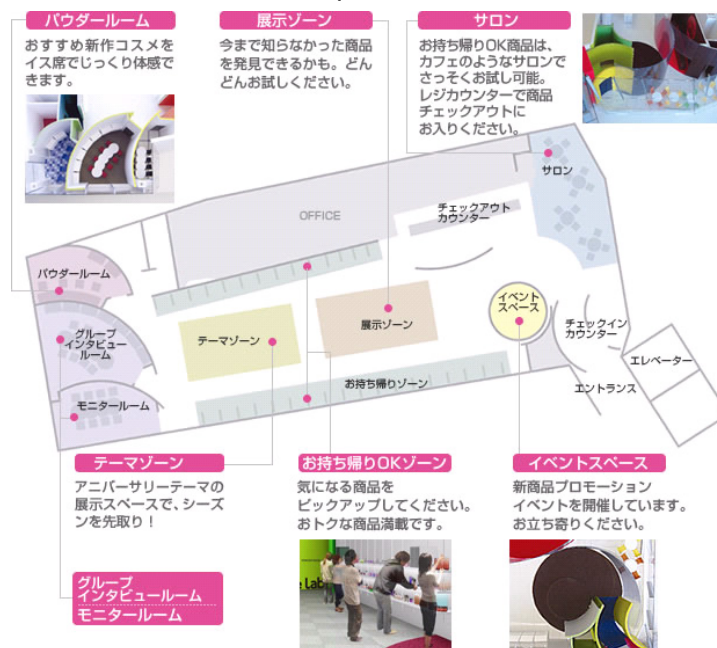 パウダールーム
おすすめ新作コスメを
イス席でじっくり体感で
きます。
展示ゾーン
今まで知らなかった商品
を発見できるかも。どん
どんお試しください。
サロン
お持ち帰りOK商品は、
カフェのようなサロンで
さっそくお試し可能。
レジカウンターで商品
チェックアウトに
お入りください。
サロン
OFFICE
チェックアウト
カウンター
パウダールーム
グループ
インタビュー
ルーム
モニタールーム
テーマゾーン
展示ゾーン
イベント
スペース
チェックイン
カウンター
エレベーター
エントランス
お持ち帰りゾーン
テーマゾーン
アニバーサリーテーマの
展示スペースで、シーズ
ンを先取り！
お持ち帰りOKゾーン
気になる商品を
ピックアップしてください。
おトクな商品満載です。
イベントスペース
新商品プロモーション
イベントを開催しています。
お立ち寄りください。
グループ
インタビュールーム
モニタールーム